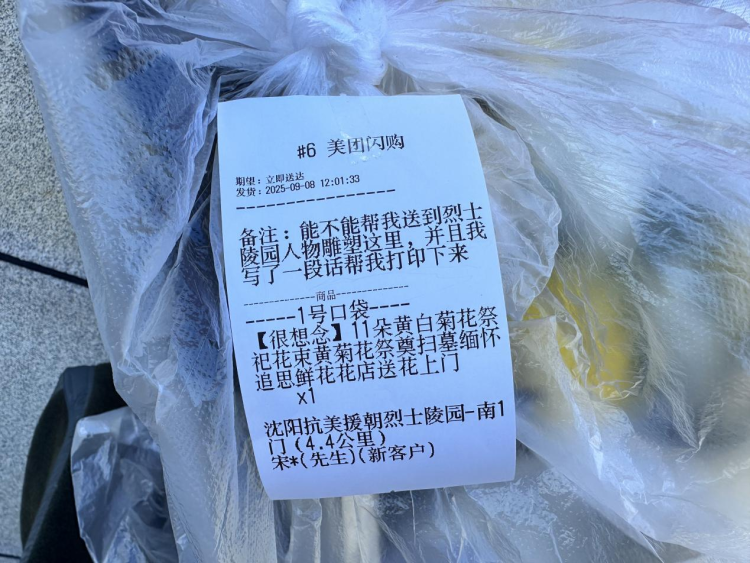 #6 美团闪购
期望：立即送达
发货：2025-09-08 12:01:33
----------------
备注：能不能帮我送到烈士
陵园人物雕塑这里，并且我
写了一段话帮我打印下来
--------------商品--------------
------1号口袋----
【很想念】11朵黄白菊花祭
祀花束黄菊花祭奠扫墓缅怀
追思鲜花花店送花上门
x1
沈阳抗美援朝烈士陵园-南1
门(4.4公里)
宋*(先生)(新客户)